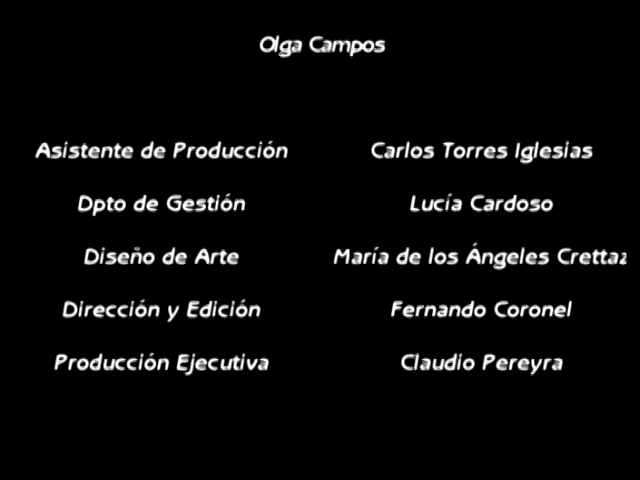 Olga Campos
Asistente de Producción Carlos Torres Iglesias
Dpto de Gestión Lucía Cardoso
Diseño de Arte María de los Ángeles Crettaz
Dirección y Edición Fernando Coronel
Producción Ejecutiva Claudio Pereyra